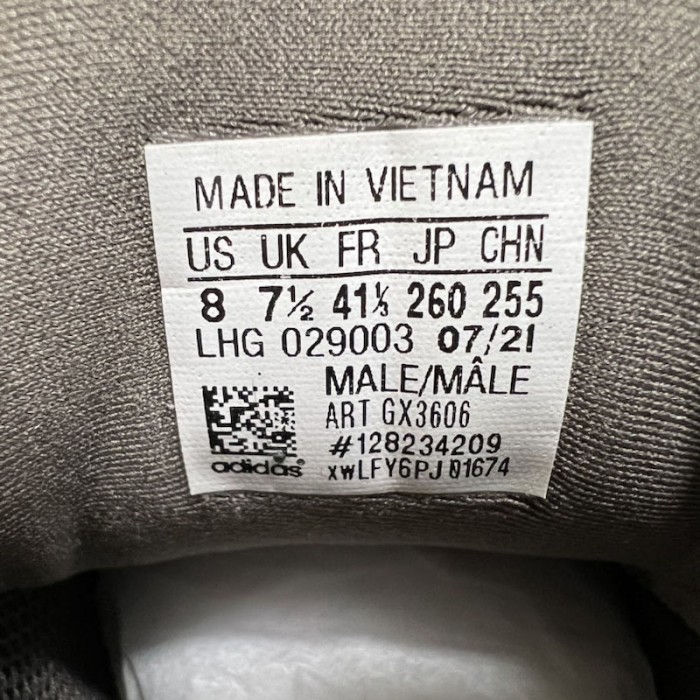 MADE IN VIETNAM
US UK FR JP CHN
8 7½ 41⅓ 260 255
LHG 029003 07/21
MALE/MÂLE
ART GX3606
#128234209
adidas xwLFY6PJ01674